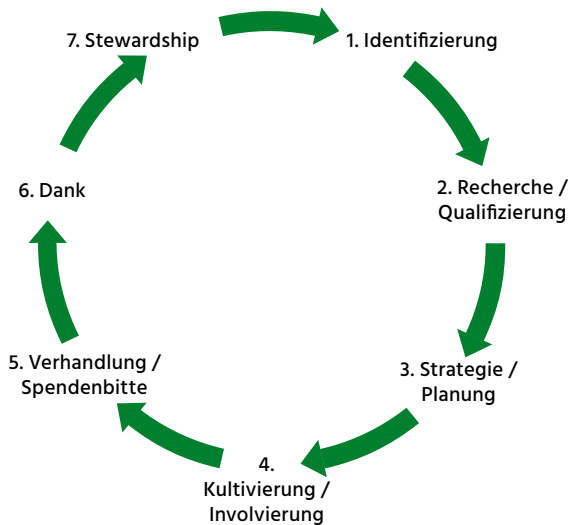 1. Identifizierung
2. Recherche /
Qualifizierung
3. Strategie /
Planung
4.
Kultivierung /
Involvierung
5. Verhandlung /
Spendenbitte
6. Dank
7. Stewardship